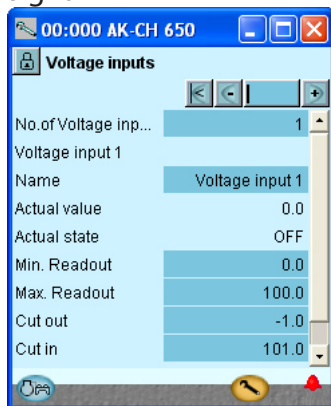 00:000 AK-CH 650
Voltage inputs
No.of Voltage inp... 1
Voltage input 1
Name Voltage input 1
Actual value 0.0
Actual state OFF
Min. Readout 0.0
Max. Readout 100.0
Cut out -1.0
Cut in 101.0